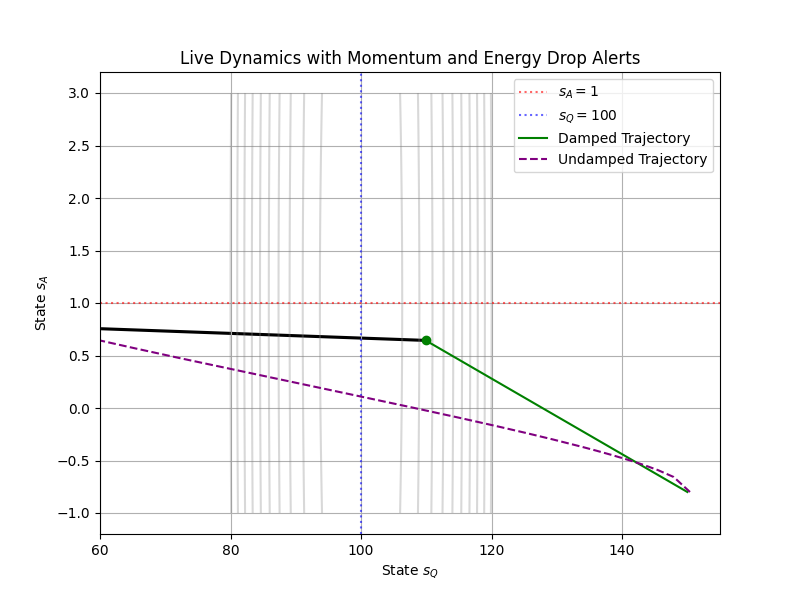 Live Dynamics with Momentum and Energy Drop Alerts
3.0
2.5
2.0
1.5
1.0
0.5
0.0
−0.5
−1.0
State s_A
60
80
100
120
140
State s_Q
s_A = 1
s_Q = 100
Damped Trajectory
Undamped Trajectory